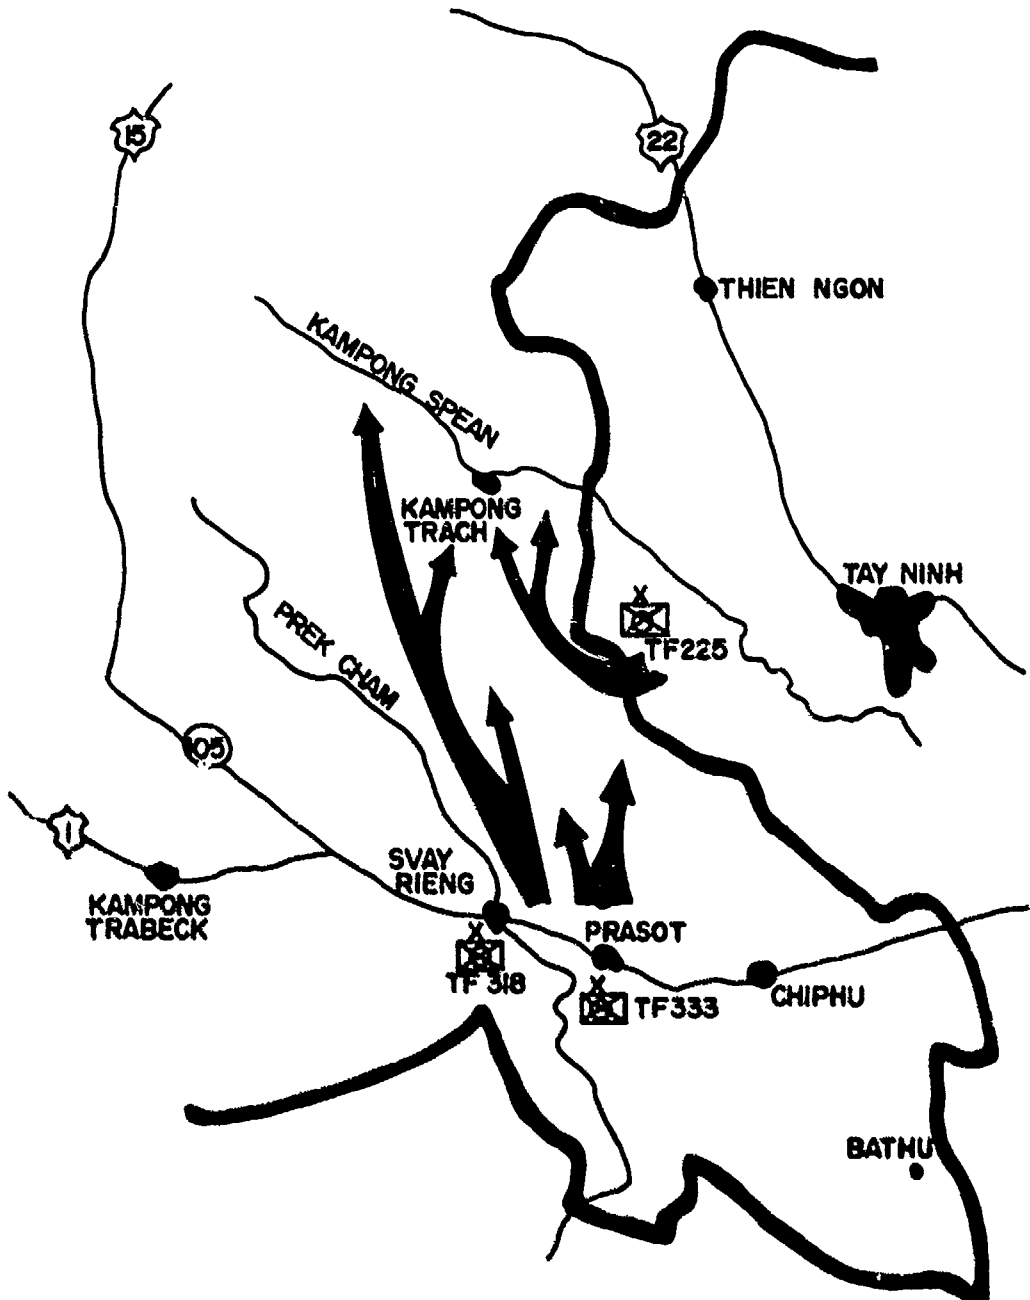 15
22
THIEN NGON
KAMPONG SPEAN
KAMPONG
TRACH
TAY NINH
X
TF225
PREK CHAM
105
1
SVAY
RIENG
KAMPONG
TRABECK
X
PRASOT
TF 318
X
TF333
CHIPHU
BATHU